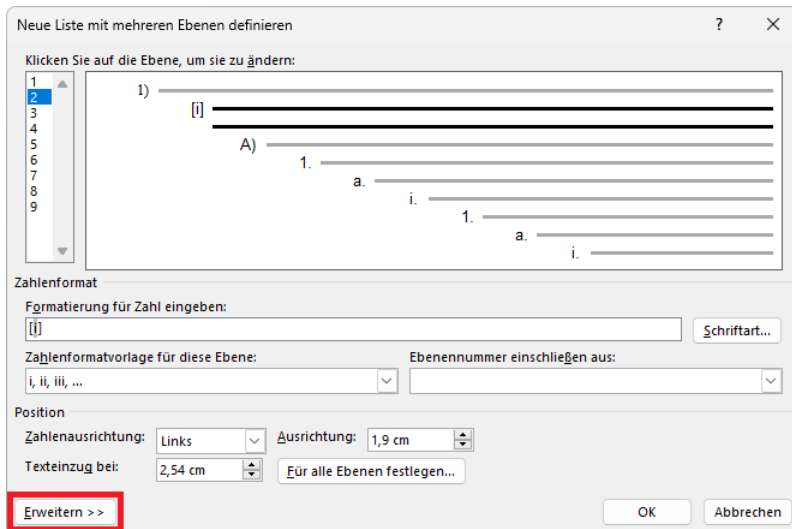 Neue Liste mit mehreren Ebenen definieren ? ×
Klicken Sie auf die Ebene, um sie zu ändern:
1
2
3
4
5
6
7
8
9
1)
[i]
A)
1.
a.
i.
1.
a.
i.
Zahlenformat
Formatierung für Zahl eingeben:
[i] Schriftart...
Zahlenformatvorlage für diese Ebene: Ebenennummer einschließen aus:
i, ii, iii, ...
Position
Zahlenausrichtung: Links Ausrichtung: 1,9 cm
Texteinzug bei: 2,54 cm Für alle Ebenen festlegen...
Erweitern >> OK Abbrechen